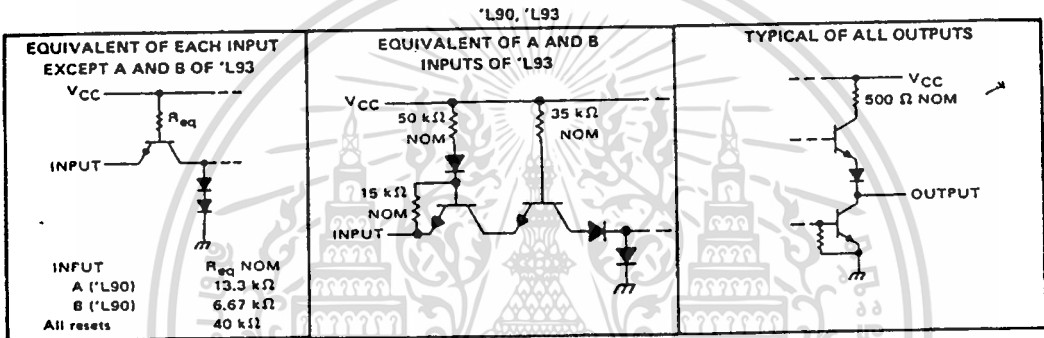 'L90, 'L93
EQUIVALENT OF EACH INPUT
EXCEPT A AND B OF 'L93
VCC
Req
INPUT
INPUT Req NOM
A ('L90) 13.3 kΩ
B ('L90) 6.67 kΩ
All resets 40 kΩ
EQUIVALENT OF A AND B
INPUTS OF 'L93
VCC
50 kΩ
NOM
35 kΩ
NOM
15 kΩ
NOM
INPUT
TYPICAL OF ALL OUTPUTS
VCC
500 Ω NOM
OUTPUT